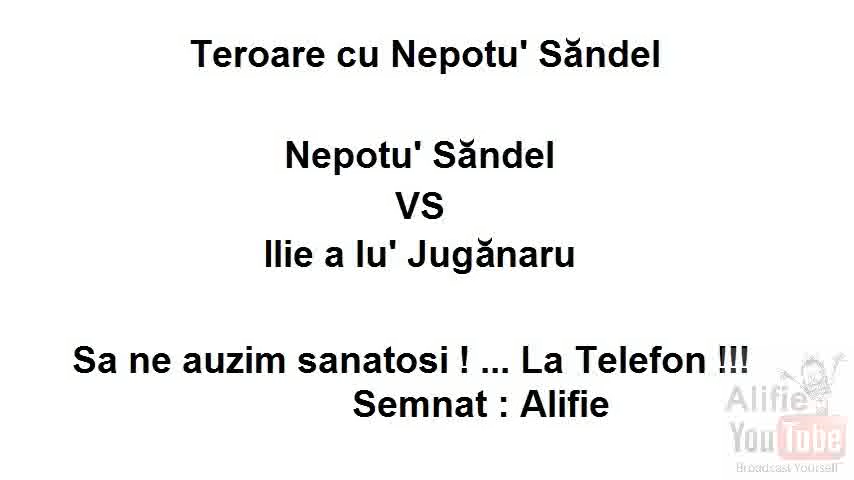 Teroare cu Nepotu' Săndel
Nepotu' Săndel
VS
Ilie a lu' Jugănaru
Sa ne auzim sanatosi ! ... La Telefon !!!
Semnat : Alifie
Alifie
YouTube
Broadcast Yourself